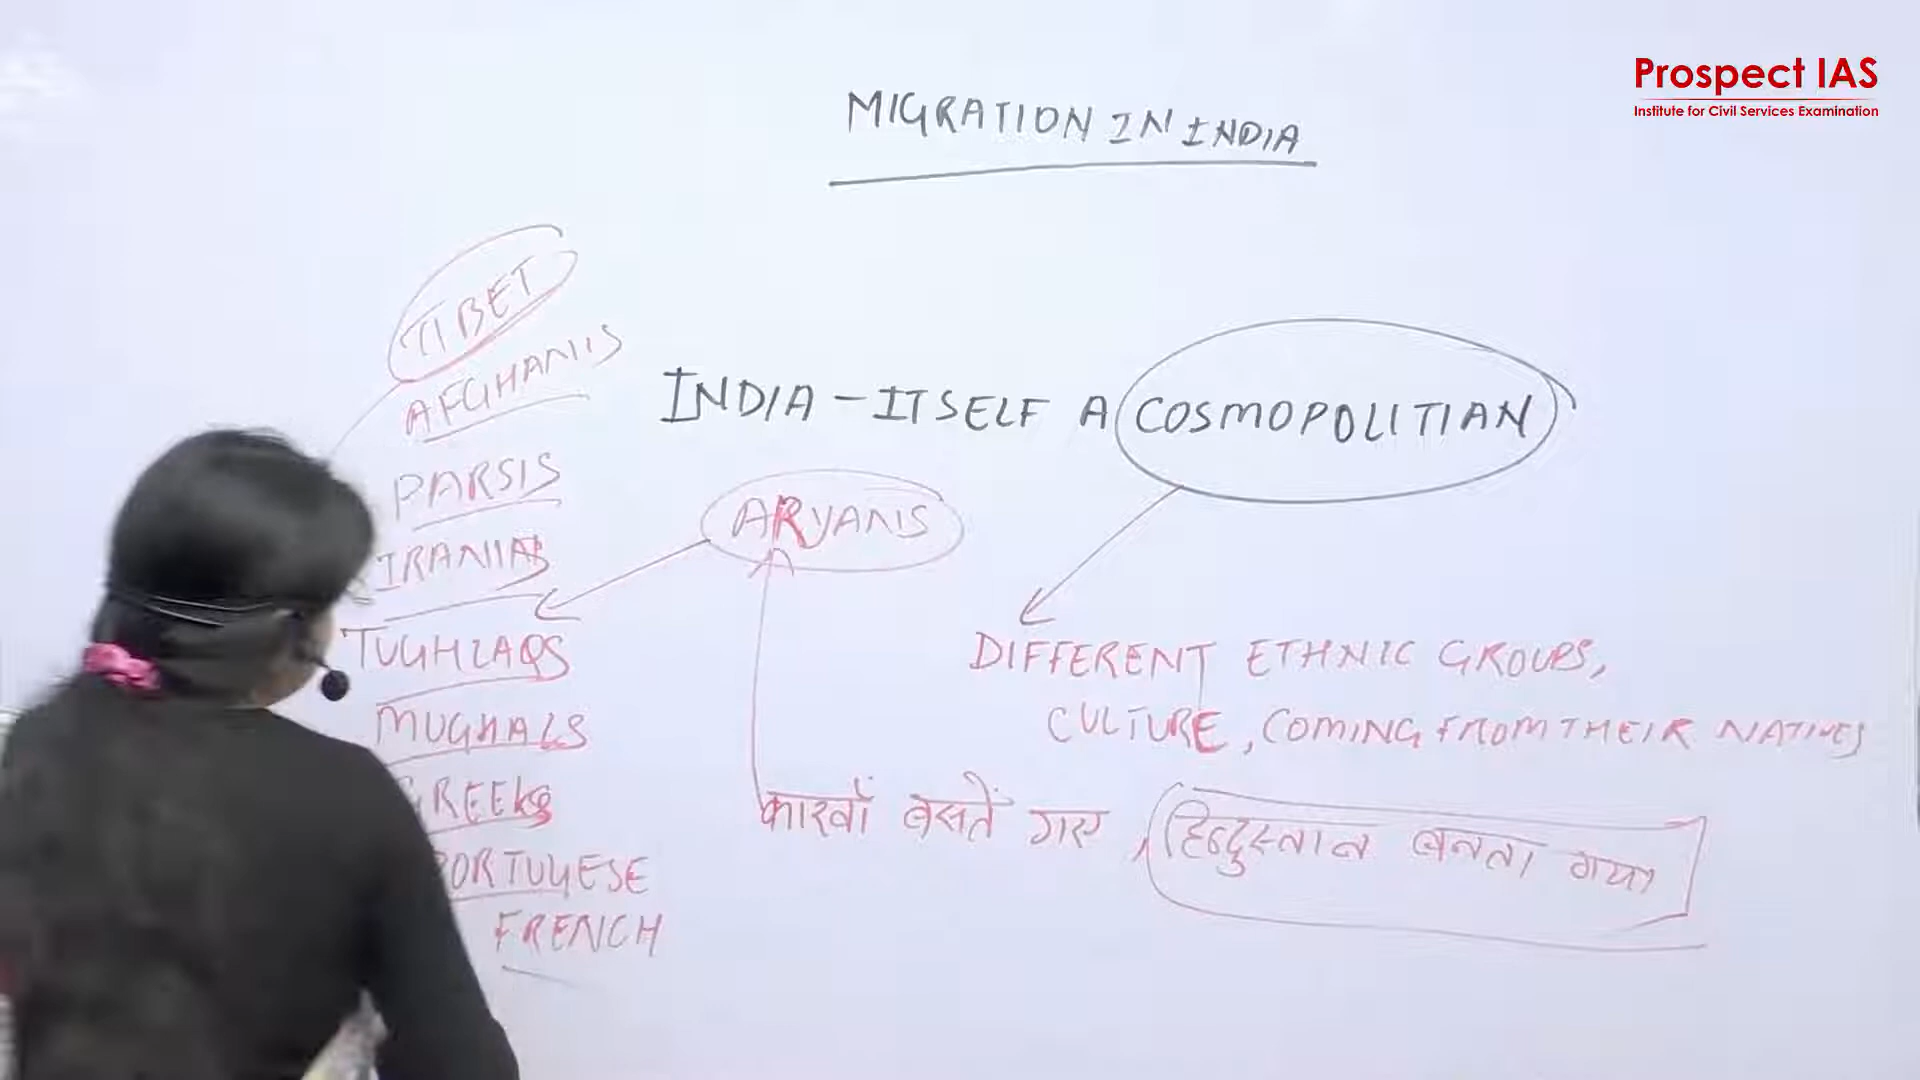 Prospect IAS
Institute for Civil Services Examination
MIGRATION IN INDIA
TIBET
AFGHANIS
INDIA - ITSELF A COSMOPOLITIAN
PARSIS
ARYANS
IRANIAS
TUGHLAQS
DIFFERENT ETHNIC GROUPS,
MUGHALS
CULTURE, COMING FROM THEIR NATIVES
GREEKS
कारवाँ बसतें गए, हिन्दुस्तान बनता गया
PORTUGESE
FRENCH